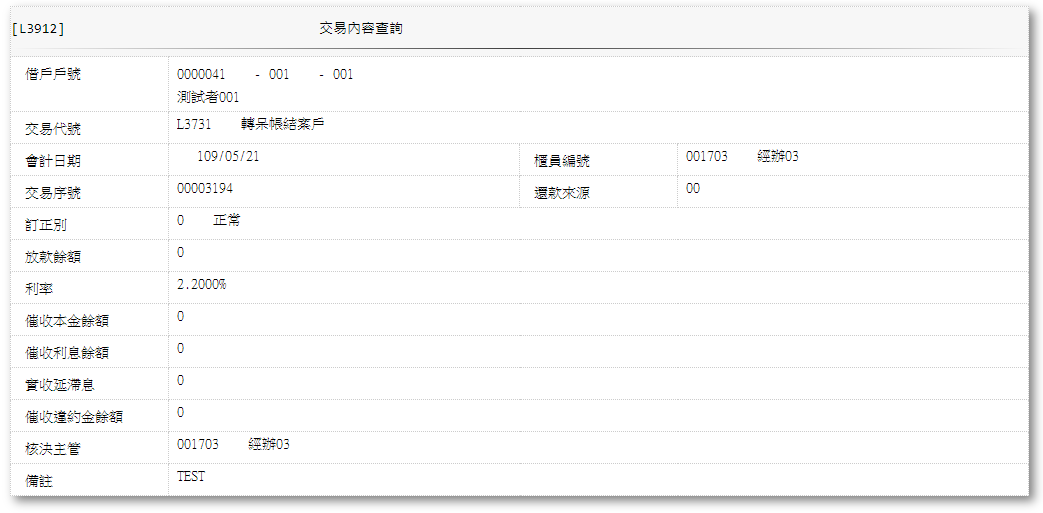 [L3912] 交易內容查詢
借戶戶號 0000041 - 001 - 001
測試者001
交易代號 L3731 轉呆帳結案戶
會計日期 109/05/21 櫃員編號 001703 經辦03
交易序號 00003194 還款來源 00
訂正別 0 正常
放款餘額 0
利率 2.2000%
催收本金餘額 0
催收利息餘額 0
實收延滯息 0
催收違約金餘額 0
核決主管 001703 經辦03
備註 TEST